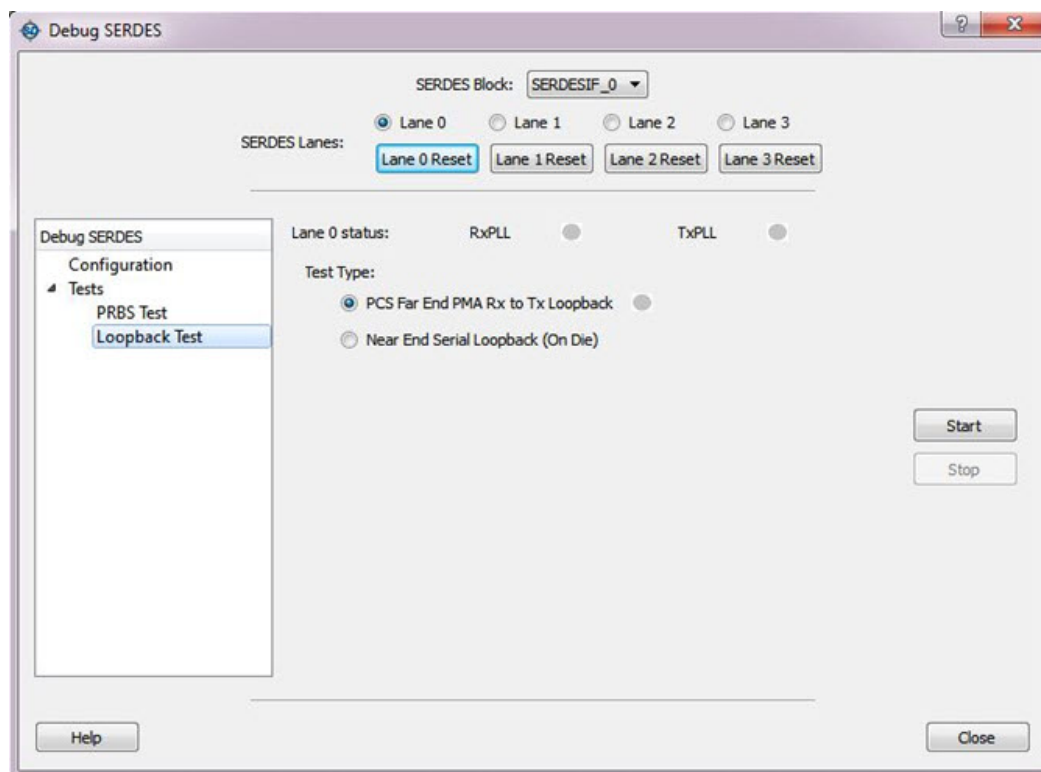 Debug SERDES
SERDES Block: SERDESIF_0
SERDES Lanes: Lane 0 Lane 1 Lane 2 Lane 3
Lane 0 Reset Lane 1 Reset Lane 2 Reset Lane 3 Reset
Debug SERDES
Configuration
Tests
PRBS Test
Loopback Test
Lane 0 status: RxPLL TxPLL
Test Type:
PCS Far End PMA Rx to Tx Loopback
Near End Serial Loopback (On Die)
Start
Stop
Help
Close